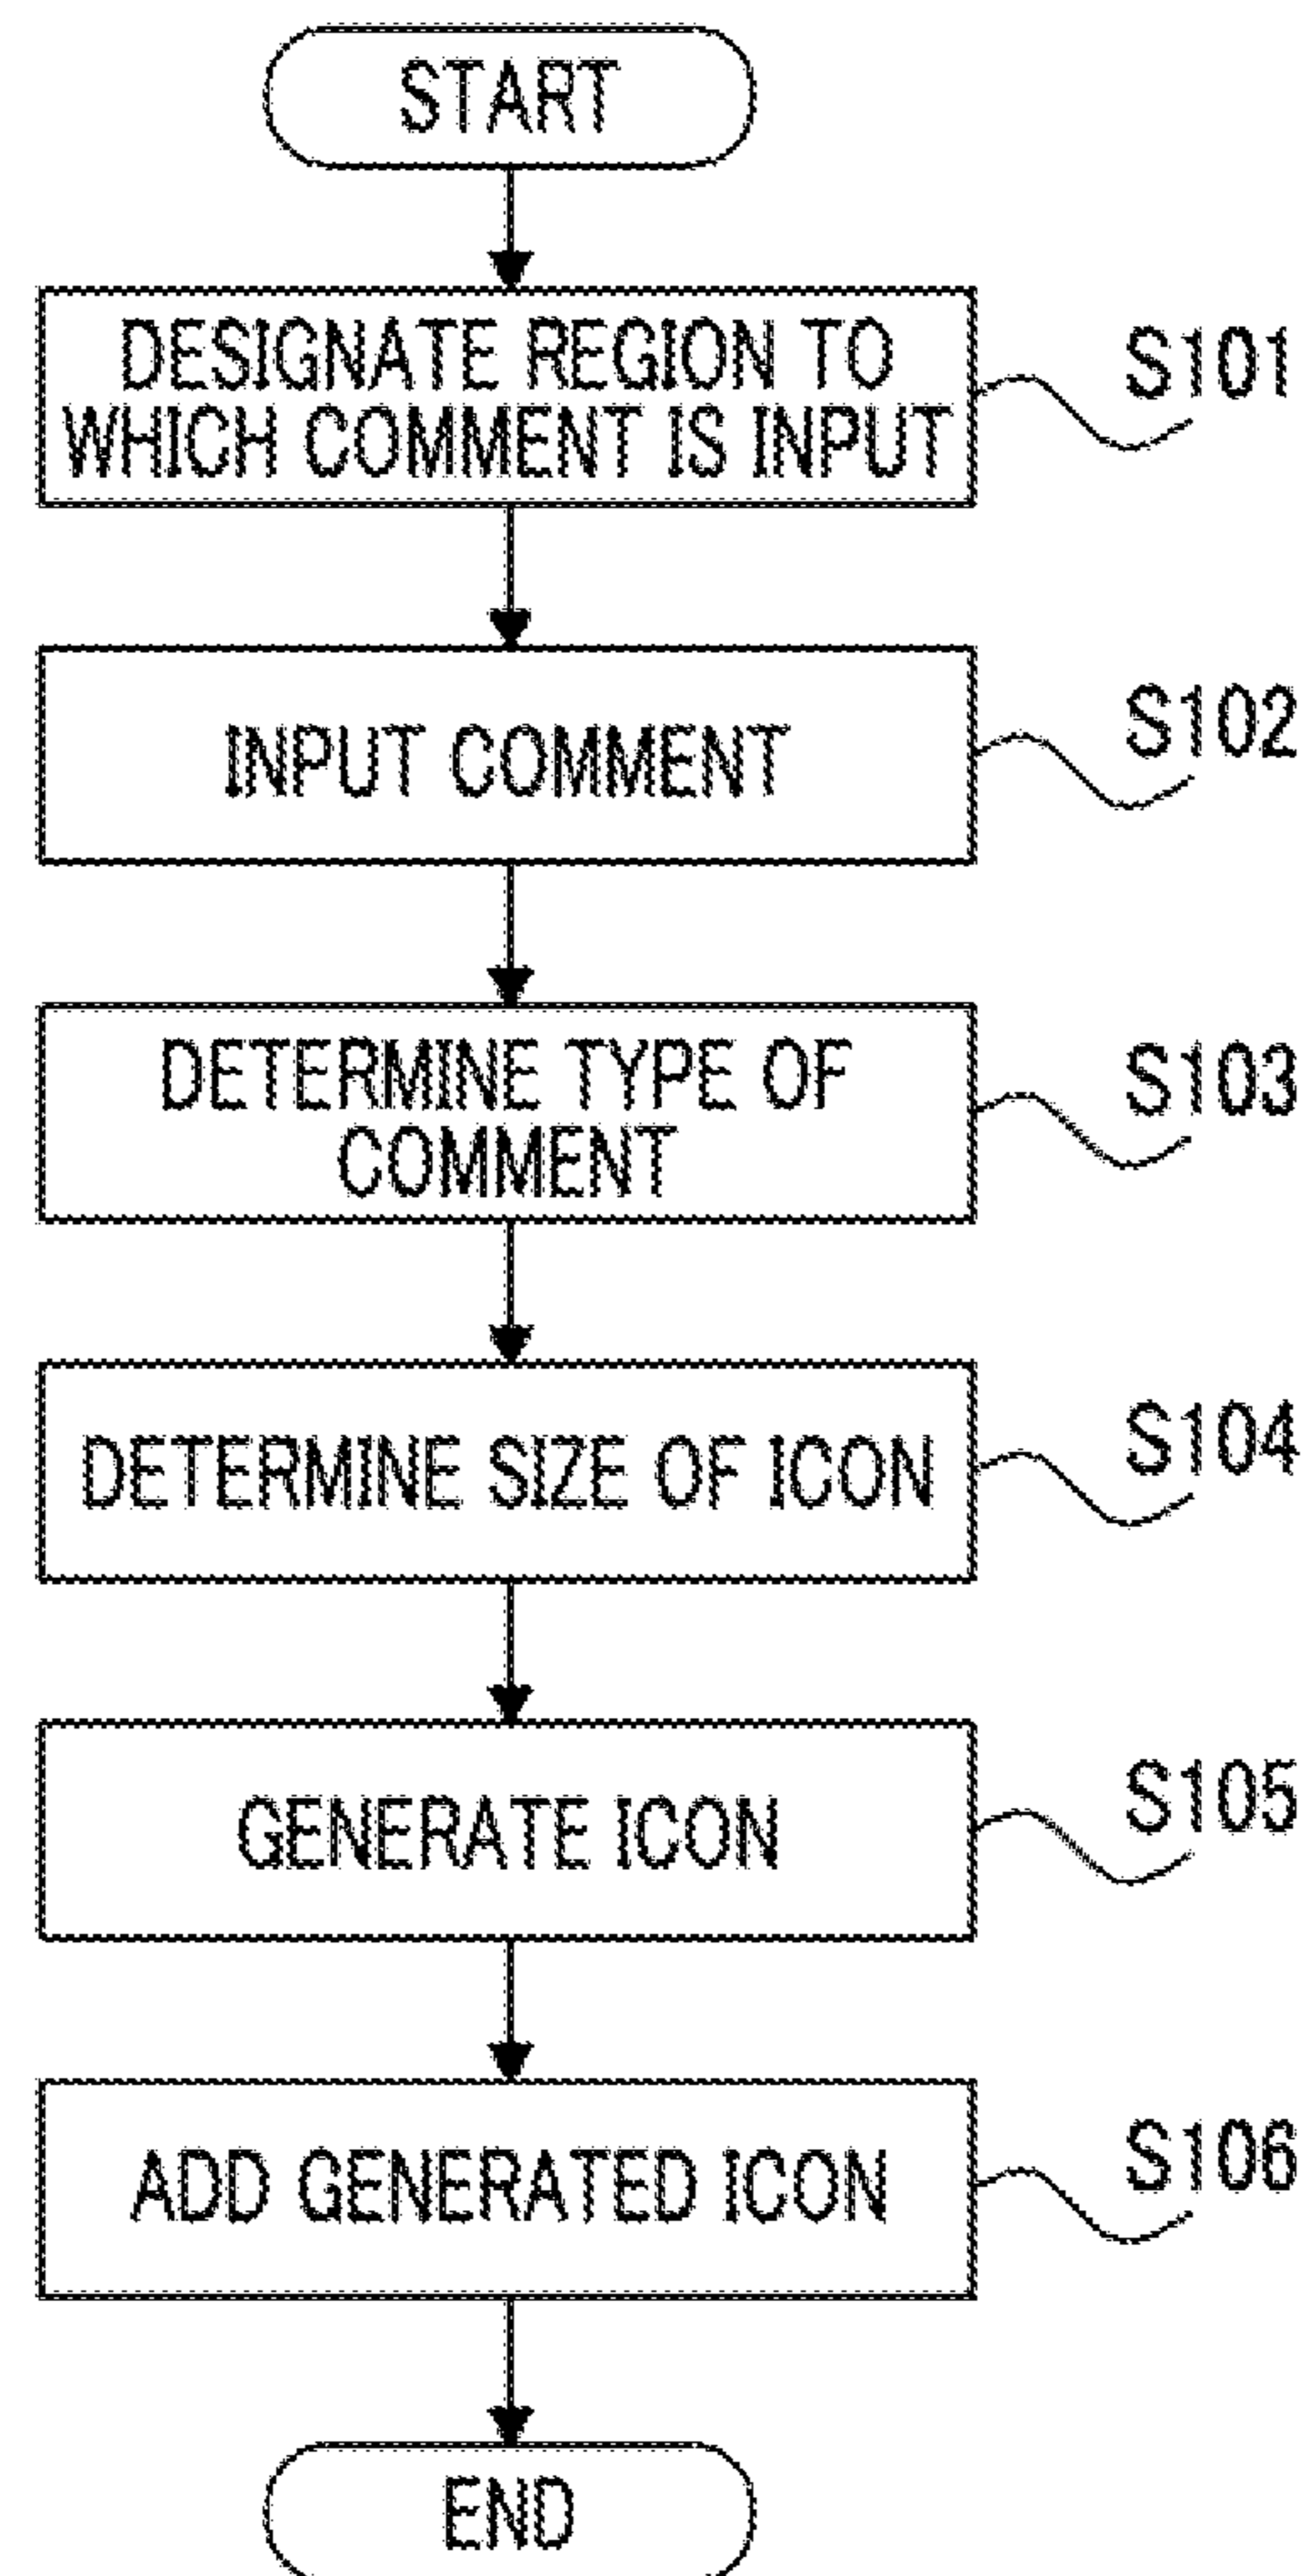 START
DESIGNATE REGION TO
WHICH COMMENT IS INPUT
S101
INPUT COMMENT
S102
DETERMINE TYPE OF
COMMENT
S103
DETERMINE SIZE OF ICON
S104
GENERATE ICON
S105
ADD GENERATED ICON
S106
END